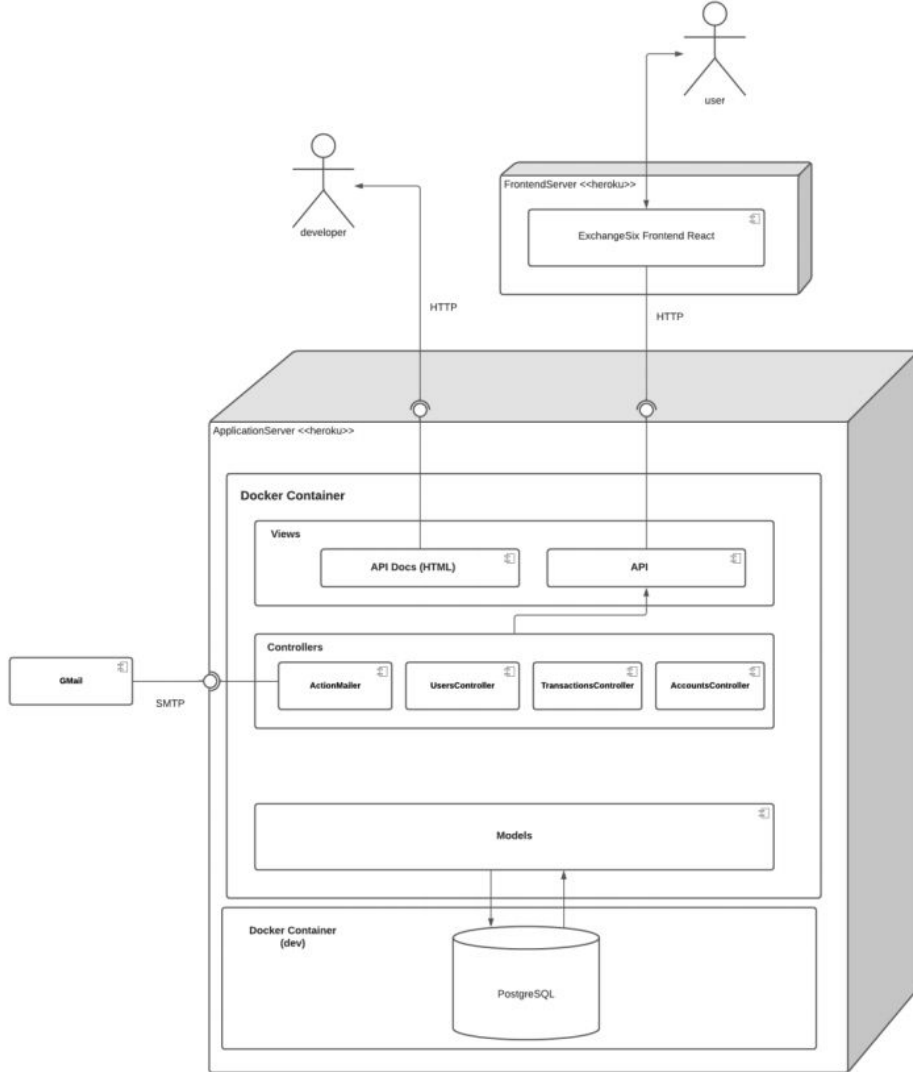 user
developer
FrontendServer <<heroku>>
ExchangeSix Frontend React
HTTP
HTTP
ApplicationServer <<heroku>>
Docker Container
Views
API Docs (HTML)
API
Controllers
ActionMailer
UsersController
TransactionsController
AccountsController
GMail
SMTP
Models
Docker Container
(dev)
PostgreSQL